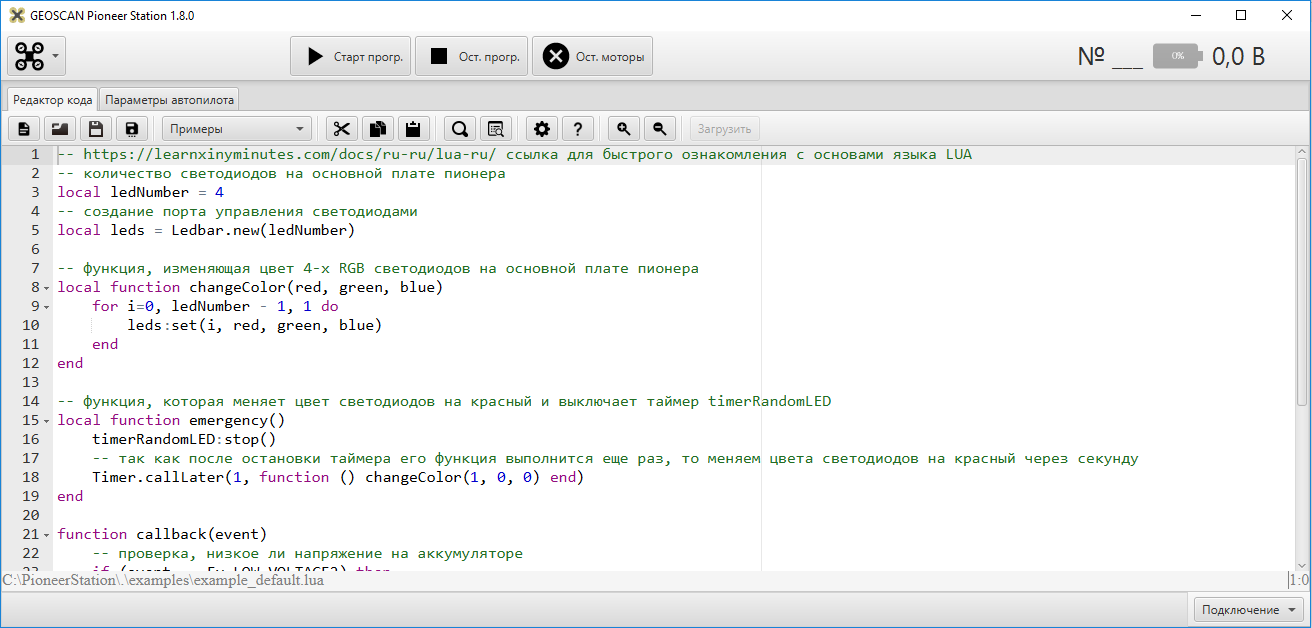 GEOSCAN Pioneer Station 1.8.0
Старт прогр. Ост. прогр. Ост. моторы № ___ 0% 0,0 В
Редактор кода Параметры автопилота
Примеры ? Загрузить
1 -- https://learnxinyminutes.com/docs/ru-ru/lua-ru/ ссылка для быстрого ознакомления с основами языка LUA
2 -- количество светодиодов на основной плате пионера
3 local ledNumber = 4
4 -- создание порта управления светодиодами
5 local leds = Ledbar.new(ledNumber)
6
7 -- функция, изменяющая цвет 4-х RGB светодиодов на основной плате пионера
8 local function changeColor(red, green, blue)
9 for i=0, ledNumber - 1, 1 do
10 leds:set(i, red, green, blue)
11 end
12 end
13
14 -- функция, которая меняет цвет светодиодов на красный и выключает таймер timerRandomLED
15 local function emergency()
16 timerRandomLED:stop()
17 -- так как после остановки таймера его функция выполнится еще раз, то меняем цвета светодиодов на красный через секунду
18 Timer.callLater(1, function () changeColor(1, 0, 0) end)
19 end
20
21 function callback(event)
22 -- проверка, низкое ли напряжение на аккумуляторе
C:\PioneerStation\.\examples\example_default.lua 1:0
Подключение